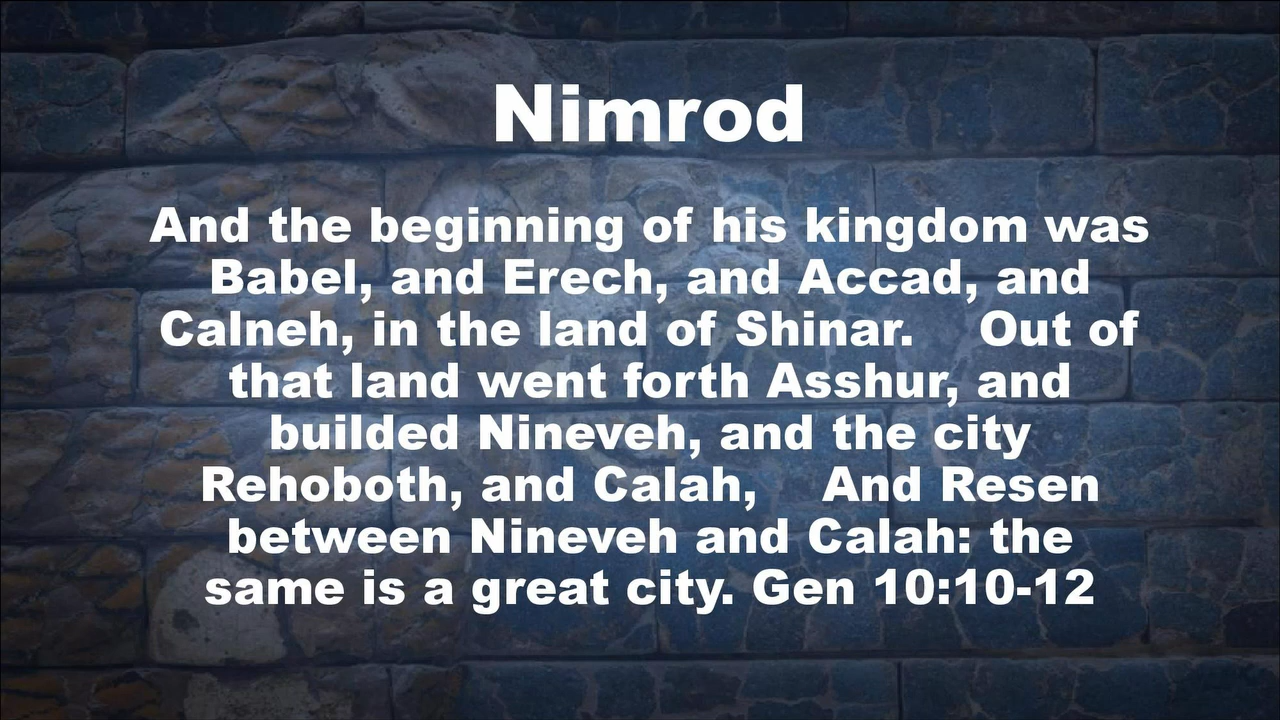 Nimrod
And the beginning of his kingdom was
Babel, and Erech, and Accad, and
Calneh, in the land of Shinar.    Out of
that land went forth Asshur, and
builded Nineveh, and the city
Rehoboth, and Calah,    And Resen
between Nineveh and Calah: the
same is a great city. Gen 10:10-12